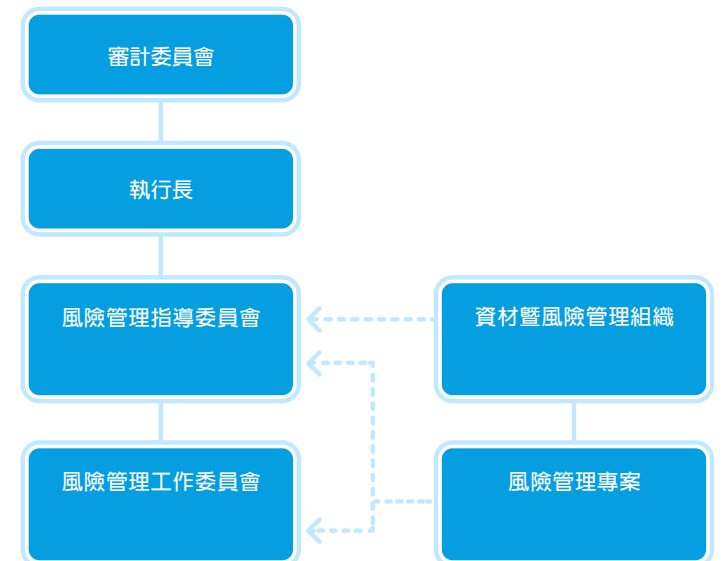 審計委員會
執行長
風險管理指導委員會
資材暨風險管理組織
風險管理工作委員會
風險管理專案